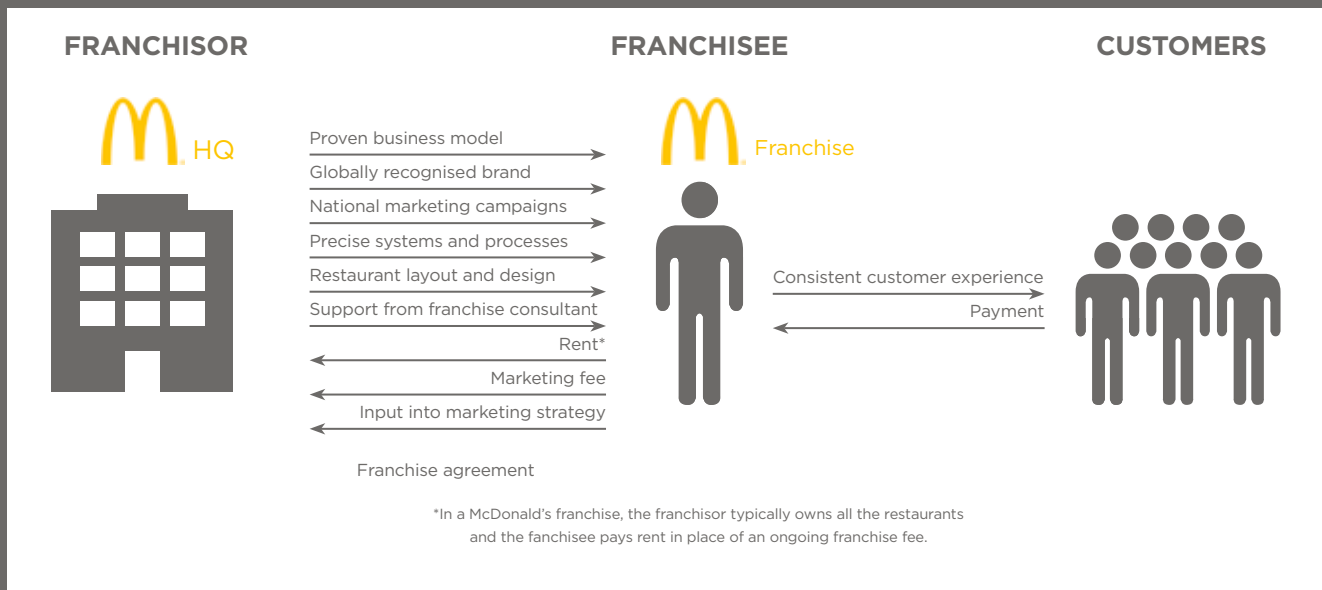 FRANCHISOR
FRANCHISEE
CUSTOMERS
HQ
Franchise
Proven business model
Globally recognised brand
National marketing campaigns
Precise systems and processes
Restaurant layout and design
Support from franchise consultant
Rent*
Marketing fee
Input into marketing strategy
Consistent customer experience
Payment
Franchise agreement
*In a McDonald's franchise, the franchisor typically owns all the restaurants
and the fanchisee pays rent in place of an ongoing franchise fee.